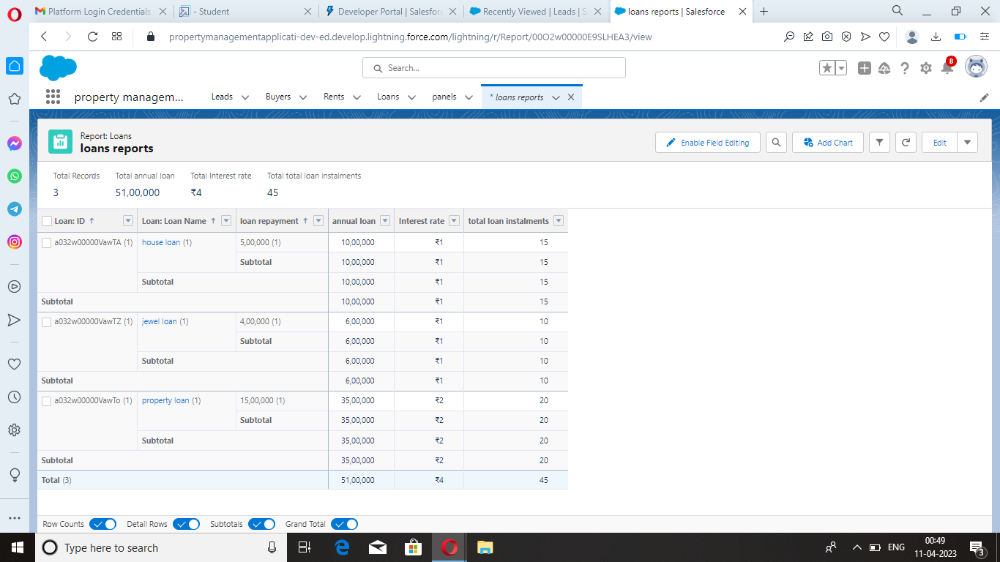 Platform Login Credentials
- Student
Developer Portal | Salesforc
Recently Viewed | Leads | S
loans reports | Salesforce
propertymanagementapplicati-dev-ed.develop.lightning.force.com/lightning/r/Report/00O2w00000E9SLHEA3/view
Search...
8
property managem...
Leads
Buyers
Rents
Loans
panels
* loans reports
Report: Loans
loans reports
Enable Field Editing
Add Chart
Edit
Total Records Total annual loan Total Interest rate Total total loan instalments
3 51,00,000 ₹4 45
Loan: ID ↑ Loan: Loan Name ↑ loan repayment ↑ annual loan Interest rate total loan instalments
a032w00000VawTA (1) house loan (1) 5,00,000 (1) 10,00,000 ₹1 15
Subtotal 10,00,000 ₹1 15
Subtotal 10,00,000 ₹1 15
Subtotal 10,00,000 ₹1 15
a032w00000VawTZ (1) jewel loan (1) 4,00,000 (1) 6,00,000 ₹1 10
Subtotal 6,00,000 ₹1 10
Subtotal 6,00,000 ₹1 10
Subtotal 6,00,000 ₹1 10
a032w00000VawTo (1) property loan (1) 15,00,000 (1) 35,00,000 ₹2 20
Subtotal 35,00,000 ₹2 20
Subtotal 35,00,000 ₹2 20
Subtotal 35,00,000 ₹2 20
Total (3) 51,00,000 ₹4 45
Row Counts Detail Rows Subtotals Grand Total
Type here to search
ENG
00:49
11-04-2023
3